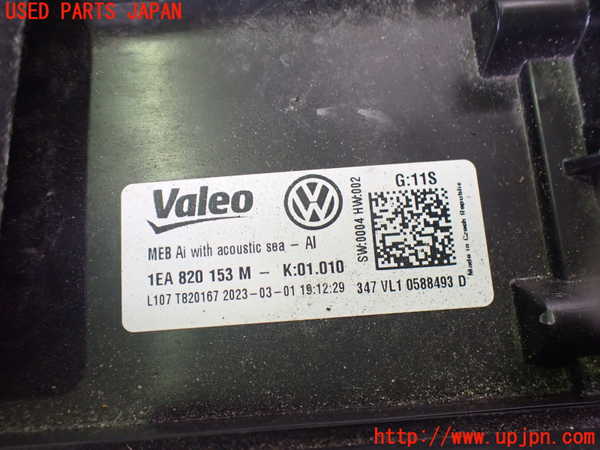 USED PARTS JAPAN
Valeo
G:11S
SW:0004 HW:002
Made in Czech Republic
MEB Ai with acoustic sea - AI
1EA 820 153 M - K:01.010
L107 T820167 2023-03-01 19:12:29
347 VL1 0588493 D
http://www.upjpn.com/